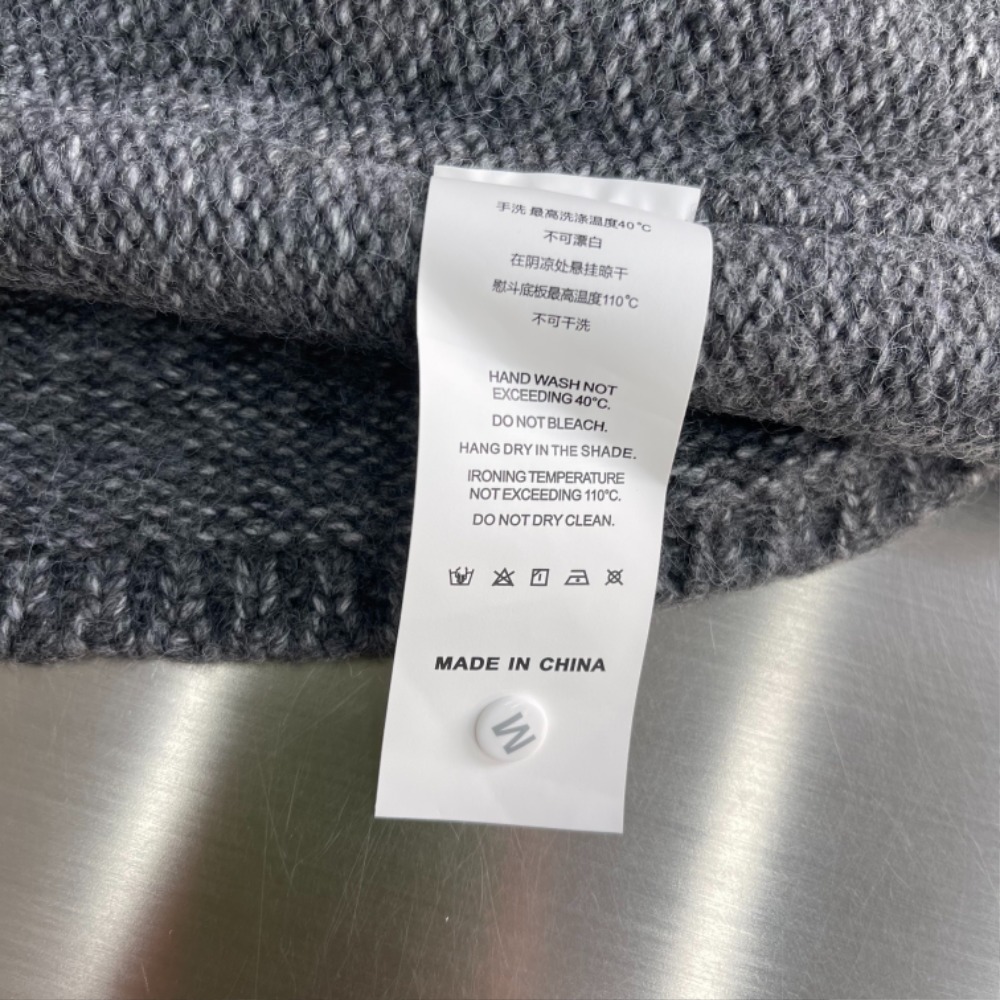 手洗 最高洗涤温度40℃
不可漂白
在阴凉处悬挂晾干
慰斗底板最高温度110℃
不可干洗
HAND WASH NOT
EXCEEDING 40°C.
DO NOT BLEACH.
HANG DRY IN THE SHADE.
IRONING TEMPERATURE
NOT EXCEEDING 110°C.
DO NOT DRY CLEAN.
MADE IN CHINA
M